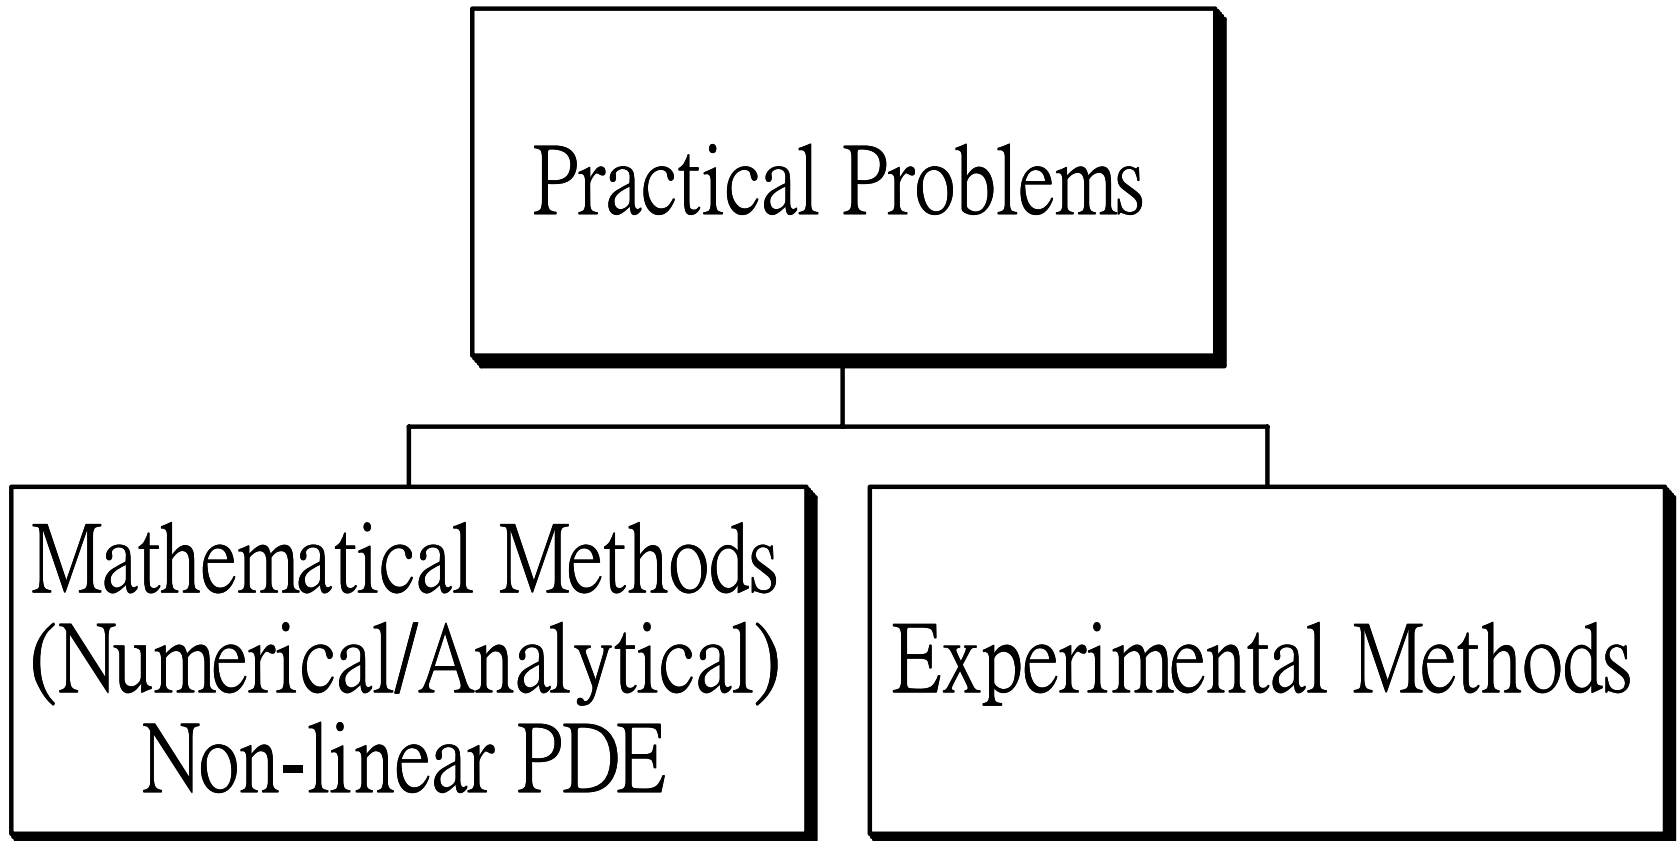 Practical Problems
Mathematical Methods
(Numerical/Analytical)
Non-linear PDE
Experimental Methods